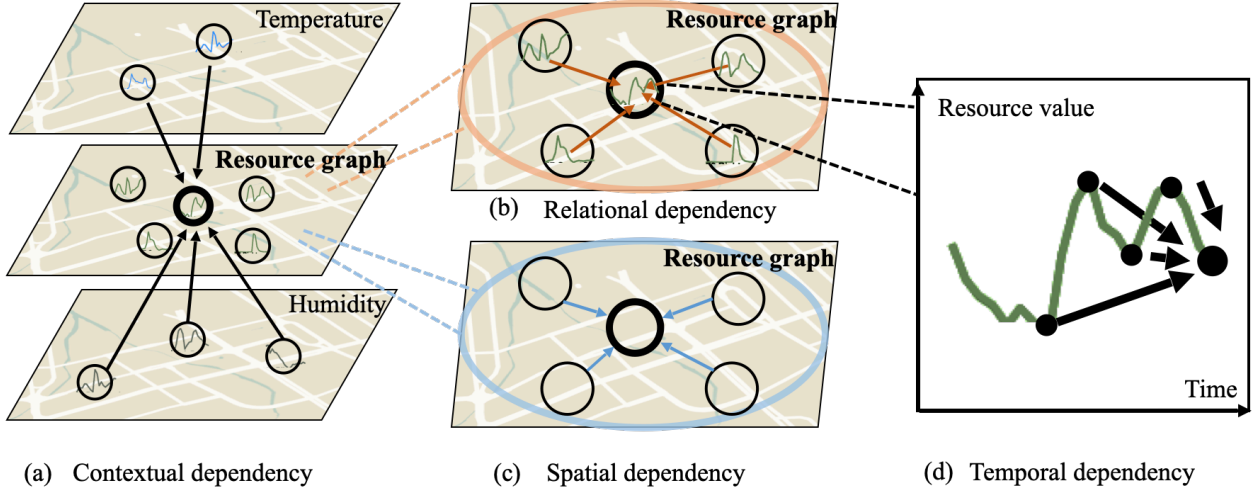 Temperature
Resource graph
Humidity
(a) Contextual dependency
Resource graph
(b) Relational dependency
Resource graph
(c) Spatial dependency
Resource value
Time
(d) Temporal dependency